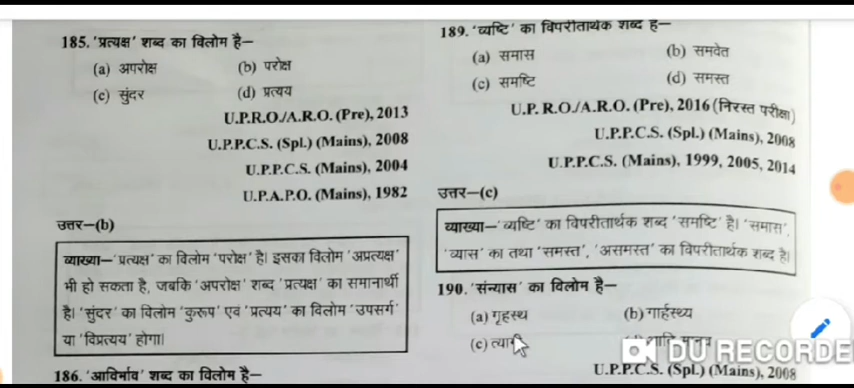 185. 'प्रत्यक्ष' शब्द का विलोम है—
(a) अपरोक्ष (b) परोक्ष
(c) सुंदर (d) प्रत्यय
U.P.R.O./A.R.O. (Pre), 2013
U.P.P.C.S. (Spl.) (Mains), 2008
U.P.P.C.S. (Mains), 2004
U.P.A.P.O. (Mains), 1982
उत्तर—(b)
व्याख्या—'प्रत्यक्ष' का विलोम 'परोक्ष' है। इसका विलोम 'अप्रत्यक्ष'
भी हो सकता है, जबकि 'अपरोक्ष' शब्द 'प्रत्यक्ष' का समानार्थी
है। 'सुंदर' का विलोम 'कुरूप' एवं 'प्रत्यय' का विलोम 'उपसर्ग'
या 'विप्रत्यय' होगा।
186. 'आविर्भाव' शब्द का विलोम है—
189. 'व्यष्टि' का विपरीतार्थक शब्द है—
(a) समास (b) समवेत
(c) समष्टि (d) समस्त
U.P. R.O./A.R.O. (Pre), 2016 (निरस्त परीक्षा)
U.P.P.C.S. (Spl.) (Mains), 2008
U.P.P.C.S. (Mains), 1999, 2005, 2014
उत्तर—(c)
व्याख्या—'व्यष्टि' का विपरीतार्थक शब्द 'समष्टि' है। 'समास',
'व्यास' का तथा 'समस्त', 'असमस्त' का विपरीतार्थक शब्द है।
190. 'संन्यास' का विलोम है—
(a) गृहस्थ (b) गार्हस्थ्य
(c)
DU RECORDE
U.P.P.C.S. (Spl.) (Mains), 2008